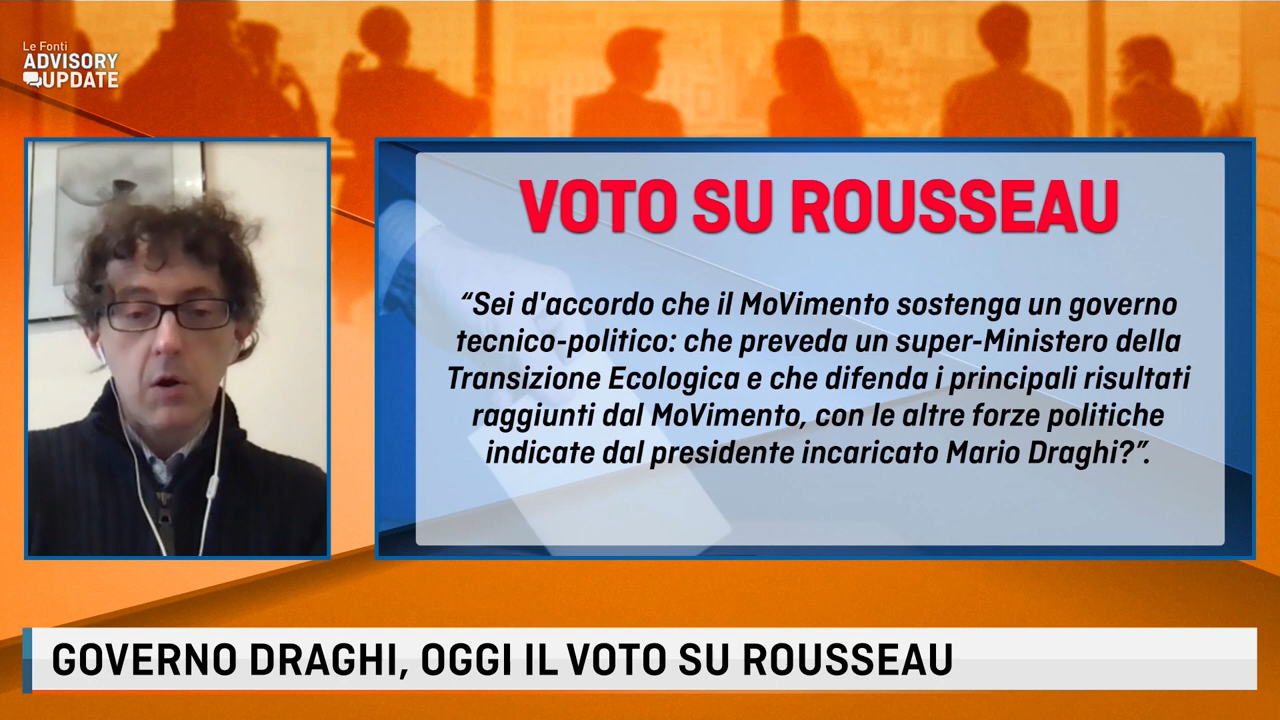 Le Fonti
ADVISORY
UPDATE
VOTO SU ROUSSEAU
“Sei d'accordo che il MoVimento sostenga un governo
tecnico-politico: che preveda un super-Ministero della
Transizione Ecologica e che difenda i principali risultati
raggiunti dal MoVimento, con le altre forze politiche
indicate dal presidente incaricato Mario Draghi?”.
GOVERNO DRAGHI, OGGI IL VOTO SU ROUSSEAU